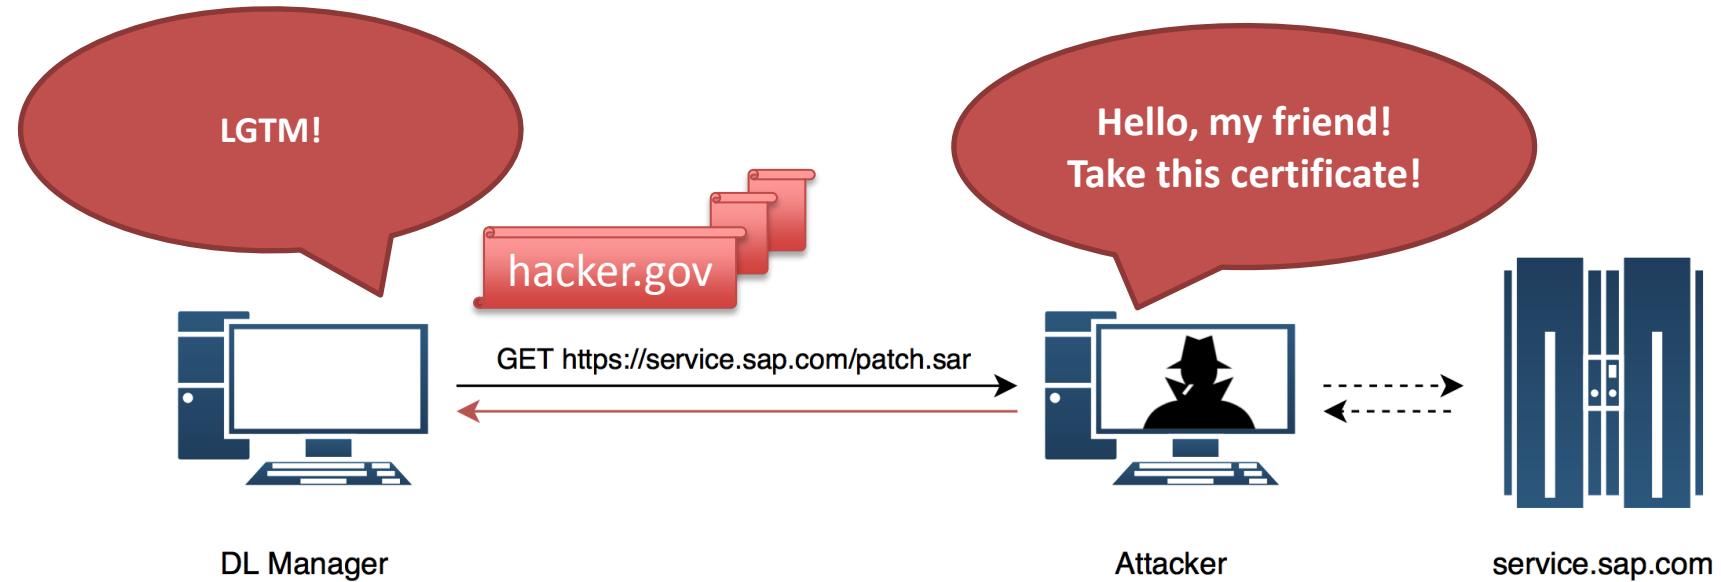 LGTM!
Hello, my friend!
Take this certificate!
hacker.gov
GET https://service.sap.com/patch.sar
DL Manager
Attacker
service.sap.com